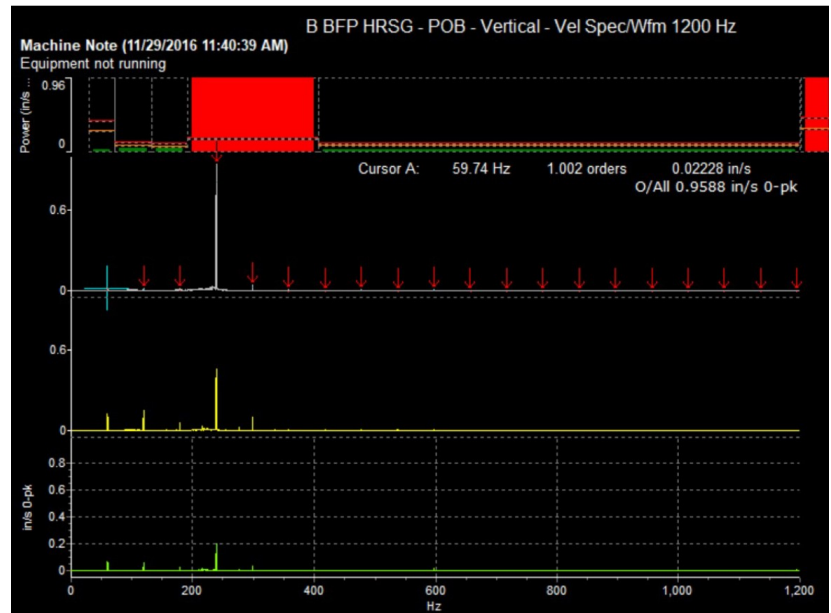 B BFP HRSG - POB - Vertical - Vel Spec/Wfm 1200 Hz
Machine Note (11/29/2016 11:40:39 AM)
Equipment not running
Power (in/s ...
0.96
0
Cursor A: 59.74 Hz 1.002 orders 0.02228 in/s
O/All 0.9588 in/s 0-pk
0.6
0
0.6
0
in/s 0-pk
0.8
0.6
0.4
0.2
0
0 200 400 600 800 1,000 1,200
Hz